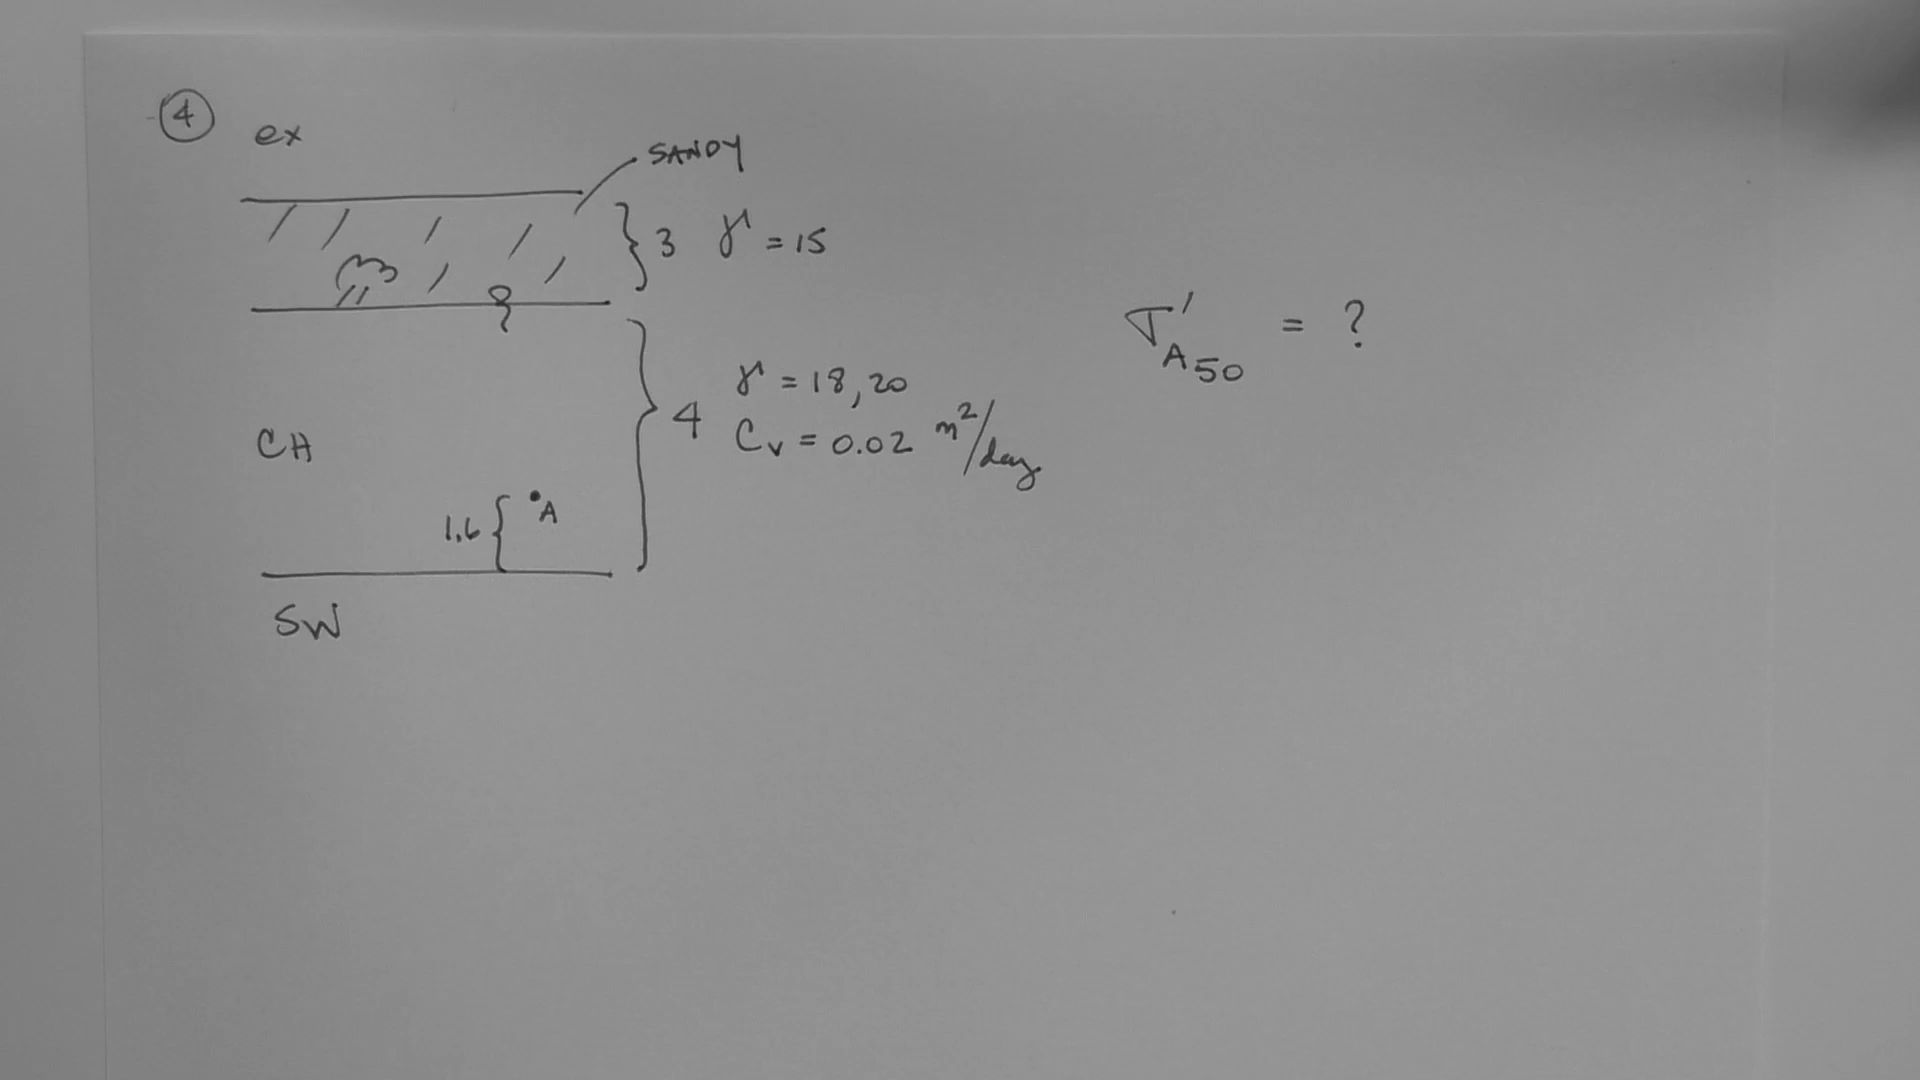 ④ ex
SANDY
3 γ = 15
σ'A50 = ?
γ = 18, 20
4 Cv = 0.02 m²/day
CH
1.6 A
SW